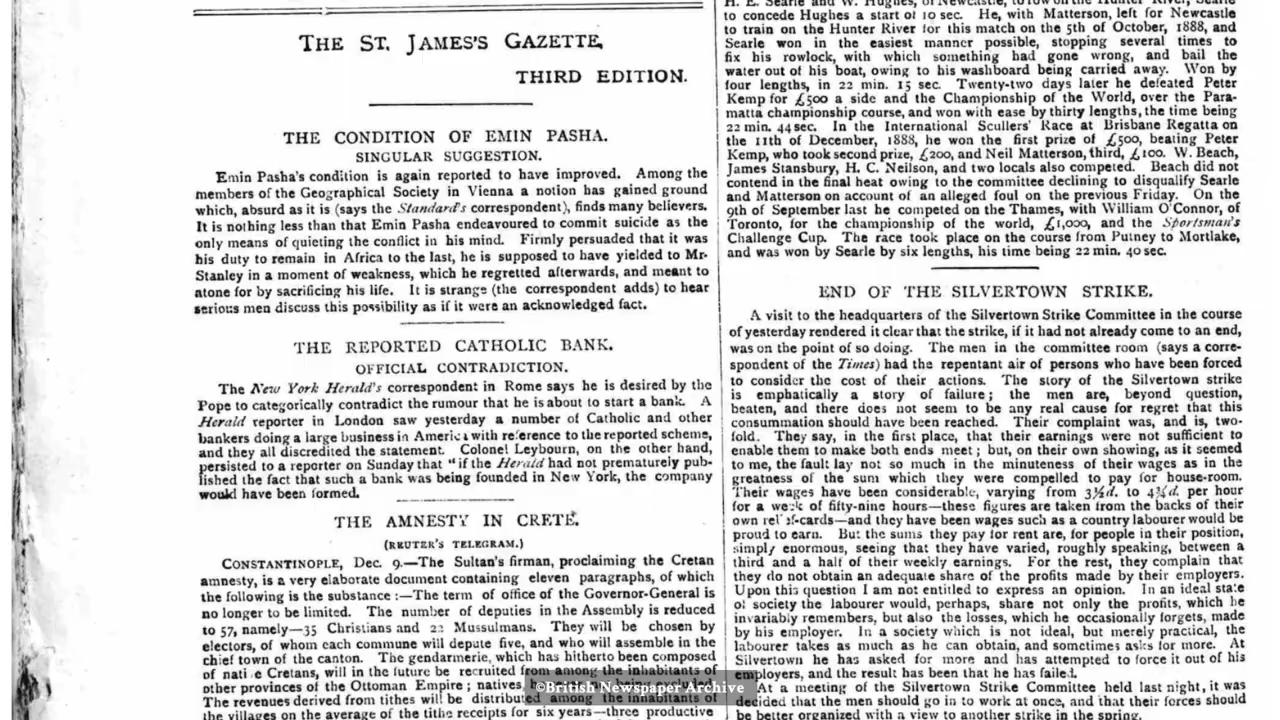 THE ST. JAMES'S GAZETTE,
THIRD EDITION.
THE CONDITION OF EMIN PASHA.
SINGULAR SUGGESTION.
Emin Pasha's condition is again reported to have improved. Among the
members of the Geographical Society in Vienna a notion has gained ground
which, absurd as it is (says the Standard's correspondent), finds many believers.
It is nothing less than that Emin Pasha endeavoured to commit suicide as the
only means of quieting the conflict in his mind. Firmly persuaded that it was
his duty to remain in Africa to the last, he is supposed to have yielded to Mr.
Stanley in a moment of weakness, which he regretted afterwards, and meant to
atone for by sacrificing his life. It is strange (the correspondent adds) to hear
serious men discuss this possibility as if it were an acknowledged fact.
THE REPORTED CATHOLIC BANK.
OFFICIAL CONTRADICTION.
The New York Herald's correspondent in Rome says he is desired by the
Pope to categorically contradict the rumour that he is about to start a bank. A
Herald reporter in London saw yesterday a number of Catholic and other
bankers doing a large business in America with reference to the reported scheme,
and they all discredited the statement. Colonel Leybourn, on the other hand,
persisted to a reporter on Sunday that "if the Herald had not prematurely pub-
lished the fact that such a bank was being founded in New York, the company
would have been formed.
THE AMNESTY IN CRETE.
(REUTER'S TELEGRAM.)
CONSTANTINOPLE, Dec. 9.—The Sultan's firman, proclaiming the Cretan
amnesty, is a very elaborate document containing eleven paragraphs, of which
the following is the substance :—The term of office of the Governor-General is
no longer to be limited. The number of deputies in the Assembly is reduced
to 57, namely—35 Christians and 22 Mussulmans. They will be chosen by
electors, of whom each commune will depute five, and who will assemble in the
chief town of the canton. The gendarmerie, which has hitherto been composed
of native Cretans, will in the future be recruited from among the inhabitants of
other provinces of the Ottoman Empire ; natives, being excluded.
The revenues derived from tithes will be distributed among the inhabitants of
the villages on the average of the tithe receipts for six years—three productive
H. E. Searle and W. Hughes, of Newcastle, to row on the Hunter River, Searle
to concede Hughes a start of 10 sec. He, with Matterson, left for Newcastle
to train on the Hunter River for this match on the 5th of October, 1888, and
Searle won in the easiest manner possible, stopping several times to
fix his rowlock, with which something had gone wrong, and bail the
water out of his boat, owing to his washboard being carried away. Won by
four lengths, in 22 min. 15 sec. Twenty-two days later he defeated Peter
Kemp for £500 a side and the Championship of the World, over the Para-
matta championship course, and won with ease by thirty lengths, the time being
22 min. 44 sec. In the International Scullers' Race at Brisbane Regatta on
the 11th of December, 1888, he won the first prize of £500, beating Peter
Kemp, who took second prize, £200, and Neil Matterson, third, £100. W. Beach,
James Stansbury, H. C. Neilson, and two locals also competed. Beach did not
contend in the final heat owing to the committee declining to disqualify Searle
and Matterson on account of an alleged foul on the previous Friday. On the
9th of September last he competed on the Thames, with William O'Connor, of
Toronto, for the championship of the world, £1,000, and the Sportsman's
Challenge Cup. The race took place on the course from Putney to Mortlake,
and was won by Searle by six lengths, his time being 22 min. 40 sec.
END OF THE SILVERTOWN STRIKE.
A visit to the headquarters of the Silvertown Strike Committee in the course
of yesterday rendered it clear that the strike, if it had not already come to an end,
was on the point of so doing. The men in the committee room (says a corre-
spondent of the Times) had the repentant air of persons who have been forced
to consider the cost of their actions. The story of the Silvertown strike
is emphatically a story of failure ; the men are, beyond question,
beaten, and there does not seem to be any real cause for regret that this
consummation should have been reached. Their complaint was, and is, two-
fold. They say, in the first place, that their earnings were not sufficient to
enable them to make both ends meet ; but, on their own showing, as it seemed
to me, the fault lay not so much in the minuteness of their wages as in the
greatness of the sum which they were compelled to pay for house-room.
Their wages have been considerable, varying from 3½d. to 4¾d. per hour
for a week of fifty-nine hours—these figures are taken from the backs of their
own relief-cards—and they have been wages such as a country labourer would be
proud to earn. But the sums they pay for rent are, for people in their position,
simply enormous, seeing that they have varied, roughly speaking, between a
third and a half of their weekly earnings. For the rest, they complain that
they do not obtain an adequate share of the profits made by their employers.
Upon this question I am not entitled to express an opinion. In an ideal state
of society the labourer would, perhaps, share not only the profits, which he
invariably remembers, but also the losses, which he occasionally forgets, made
by his employer. In a society which is not ideal, but merely practical, the
labourer takes as much as he can obtain, and sometimes asks for more. At
Silvertown he has asked for more and has attempted to force it out of his
employers, and the result has been that he has failed.
At a meeting of the Silvertown Strike Committee held last night, it was
decided that the men should go in to work at once, and that their forces should
be better organized with a view to another strike in the spring.
©British Newspaper Archive